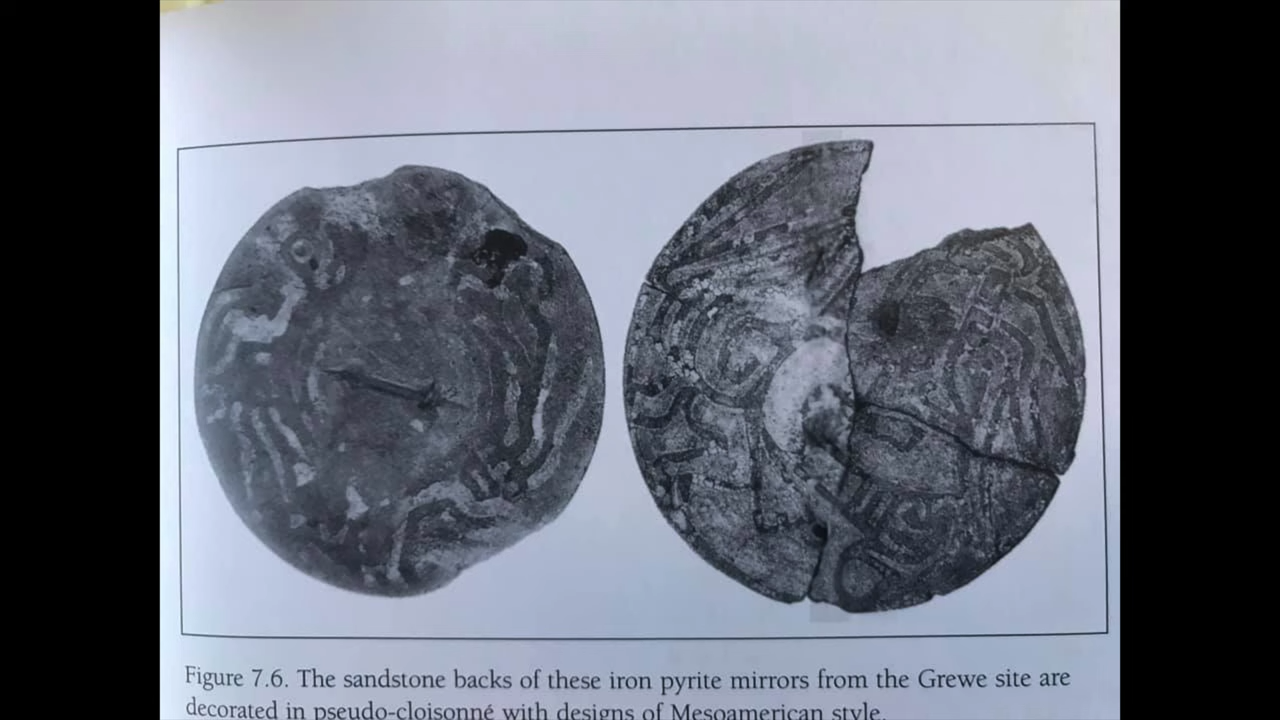 Figure 7.6. The sandstone backs of these iron pyrite mirrors from the Grewe site are
decorated in pseudo-cloisonné with designs of Mesoamerican style.